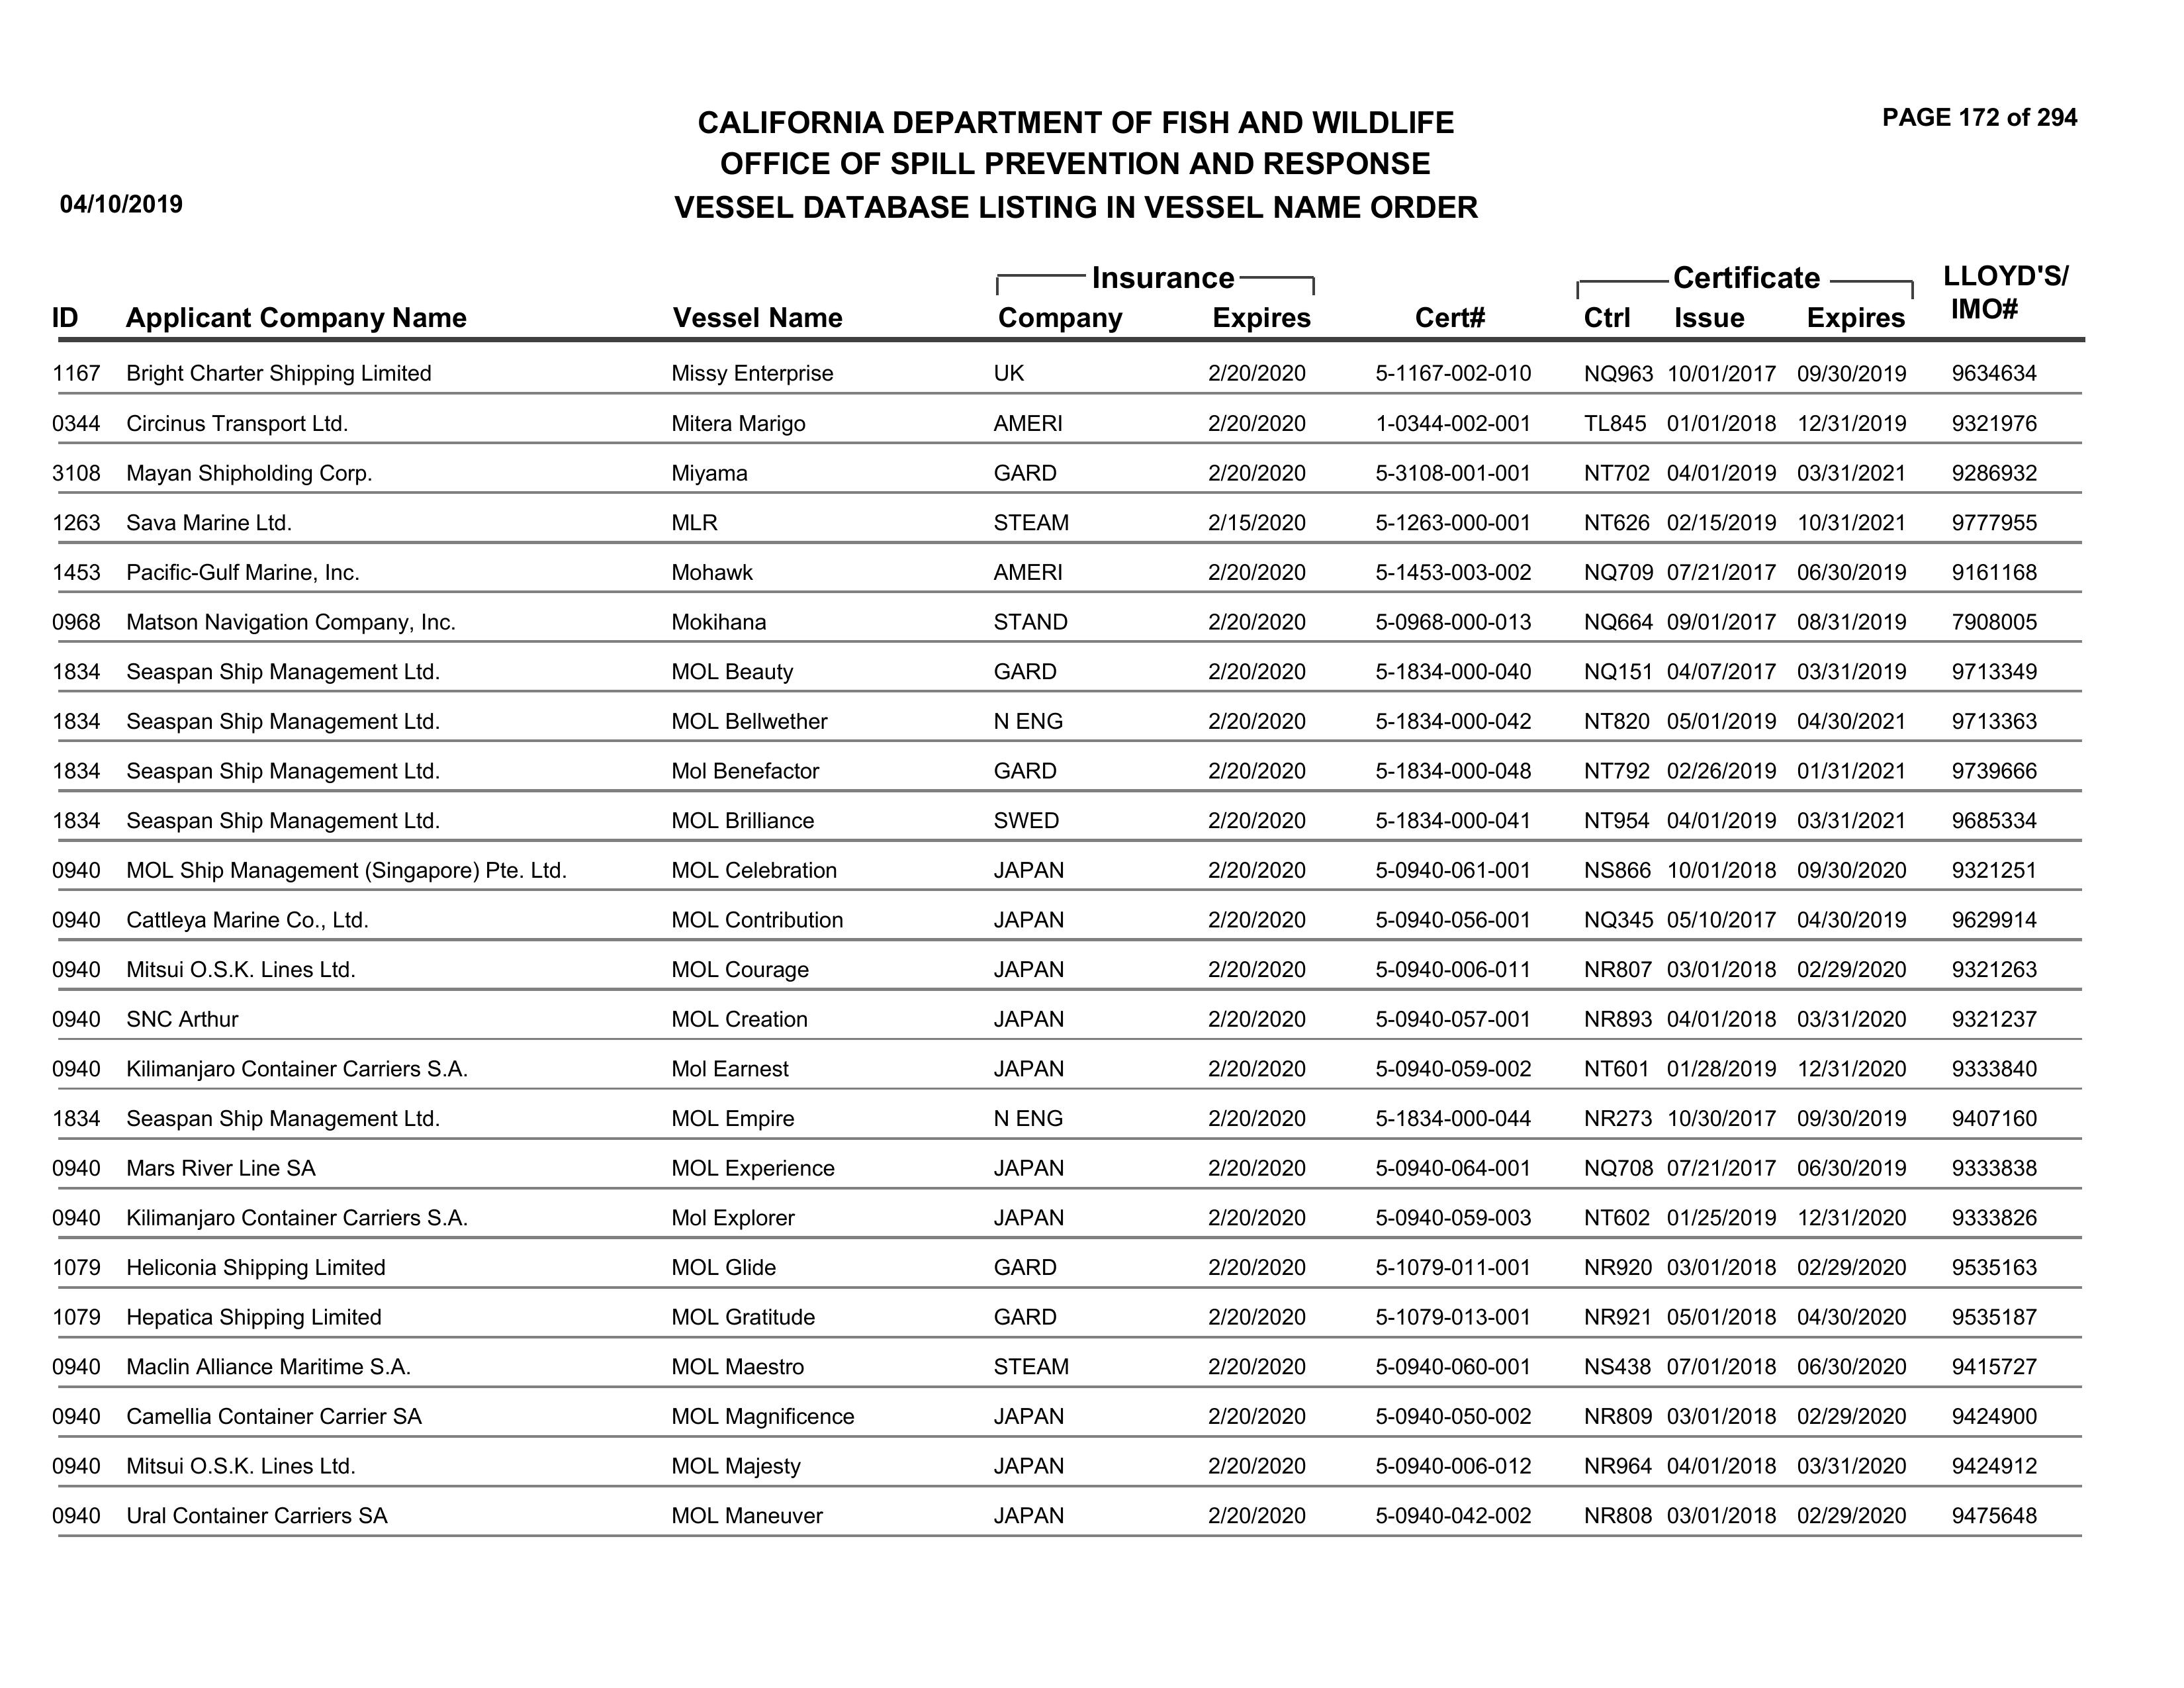 PAGE 172 of 294
CALIFORNIA DEPARTMENT OF FISH AND WILDLIFE
OFFICE OF SPILL PREVENTION AND RESPONSE
04/10/2019 VESSEL DATABASE LISTING IN VESSEL NAME ORDER
Insurance Certificate LLOYD'S/
ID Applicant Company Name Vessel Name Company Expires Cert# Ctrl Issue Expires IMO#
1167 Bright Charter Shipping Limited Missy Enterprise UK 2/20/2020 5-1167-002-010 NQ963 10/01/2017 09/30/2019 9634634
0344 Circinus Transport Ltd. Mitera Marigo AMERI 2/20/2020 1-0344-002-001 TL845 01/01/2018 12/31/2019 9321976
3108 Mayan Shipholding Corp. Miyama GARD 2/20/2020 5-3108-001-001 NT702 04/01/2019 03/31/2021 9286932
1263 Sava Marine Ltd. MLR STEAM 2/15/2020 5-1263-000-001 NT626 02/15/2019 10/31/2021 9777955
1453 Pacific-Gulf Marine, Inc. Mohawk AMERI 2/20/2020 5-1453-003-002 NQ709 07/21/2017 06/30/2019 9161168
0968 Matson Navigation Company, Inc. Mokihana STAND 2/20/2020 5-0968-000-013 NQ664 09/01/2017 08/31/2019 7908005
1834 Seaspan Ship Management Ltd. MOL Beauty GARD 2/20/2020 5-1834-000-040 NQ151 04/07/2017 03/31/2019 9713349
1834 Seaspan Ship Management Ltd. MOL Bellwether N ENG 2/20/2020 5-1834-000-042 NT820 05/01/2019 04/30/2021 9713363
1834 Seaspan Ship Management Ltd. Mol Benefactor GARD 2/20/2020 5-1834-000-048 NT792 02/26/2019 01/31/2021 9739666
1834 Seaspan Ship Management Ltd. MOL Brilliance SWED 2/20/2020 5-1834-000-041 NT954 04/01/2019 03/31/2021 9685334
0940 MOL Ship Management (Singapore) Pte. Ltd. MOL Celebration JAPAN 2/20/2020 5-0940-061-001 NS866 10/01/2018 09/30/2020 9321251
0940 Cattleya Marine Co., Ltd. MOL Contribution JAPAN 2/20/2020 5-0940-056-001 NQ345 05/10/2017 04/30/2019 9629914
0940 Mitsui O.S.K. Lines Ltd. MOL Courage JAPAN 2/20/2020 5-0940-006-011 NR807 03/01/2018 02/29/2020 9321263
0940 SNC Arthur MOL Creation JAPAN 2/20/2020 5-0940-057-001 NR893 04/01/2018 03/31/2020 9321237
0940 Kilimanjaro Container Carriers S.A. Mol Earnest JAPAN 2/20/2020 5-0940-059-002 NT601 01/28/2019 12/31/2020 9333840
1834 Seaspan Ship Management Ltd. MOL Empire N ENG 2/20/2020 5-1834-000-044 NR273 10/30/2017 09/30/2019 9407160
0940 Mars River Line SA MOL Experience JAPAN 2/20/2020 5-0940-064-001 NQ708 07/21/2017 06/30/2019 9333838
0940 Kilimanjaro Container Carriers S.A. Mol Explorer JAPAN 2/20/2020 5-0940-059-003 NT602 01/25/2019 12/31/2020 9333826
1079 Heliconia Shipping Limited MOL Glide GARD 2/20/2020 5-1079-011-001 NR920 03/01/2018 02/29/2020 9535163
1079 Hepatica Shipping Limited MOL Gratitude GARD 2/20/2020 5-1079-013-001 NR921 05/01/2018 04/30/2020 9535187
0940 Maclin Alliance Maritime S.A. MOL Maestro STEAM 2/20/2020 5-0940-060-001 NS438 07/01/2018 06/30/2020 9415727
0940 Camellia Container Carrier SA MOL Magnificence JAPAN 2/20/2020 5-0940-050-002 NR809 03/01/2018 02/29/2020 9424900
0940 Mitsui O.S.K. Lines Ltd. MOL Majesty JAPAN 2/20/2020 5-0940-006-012 NR964 04/01/2018 03/31/2020 9424912
0940 Ural Container Carriers SA MOL Maneuver JAPAN 2/20/2020 5-0940-042-002 NR808 03/01/2018 02/29/2020 9475648